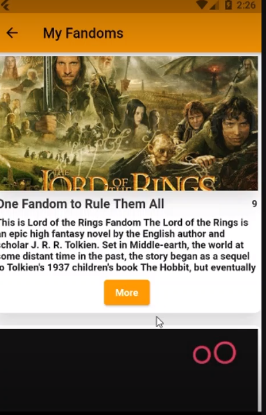 2:26
My Fandoms
LORD OF THE RINGS
One Fandom to Rule Them All 9
This is Lord of the Rings Fandom The Lord of the Rings is
an epic high fantasy novel by the English author and
scholar J. R. R. Tolkien. Set in Middle-earth, the world at
some distant time in the past, the story began as a sequel
to Tolkien's 1937 children's book The Hobbit, but eventually
More